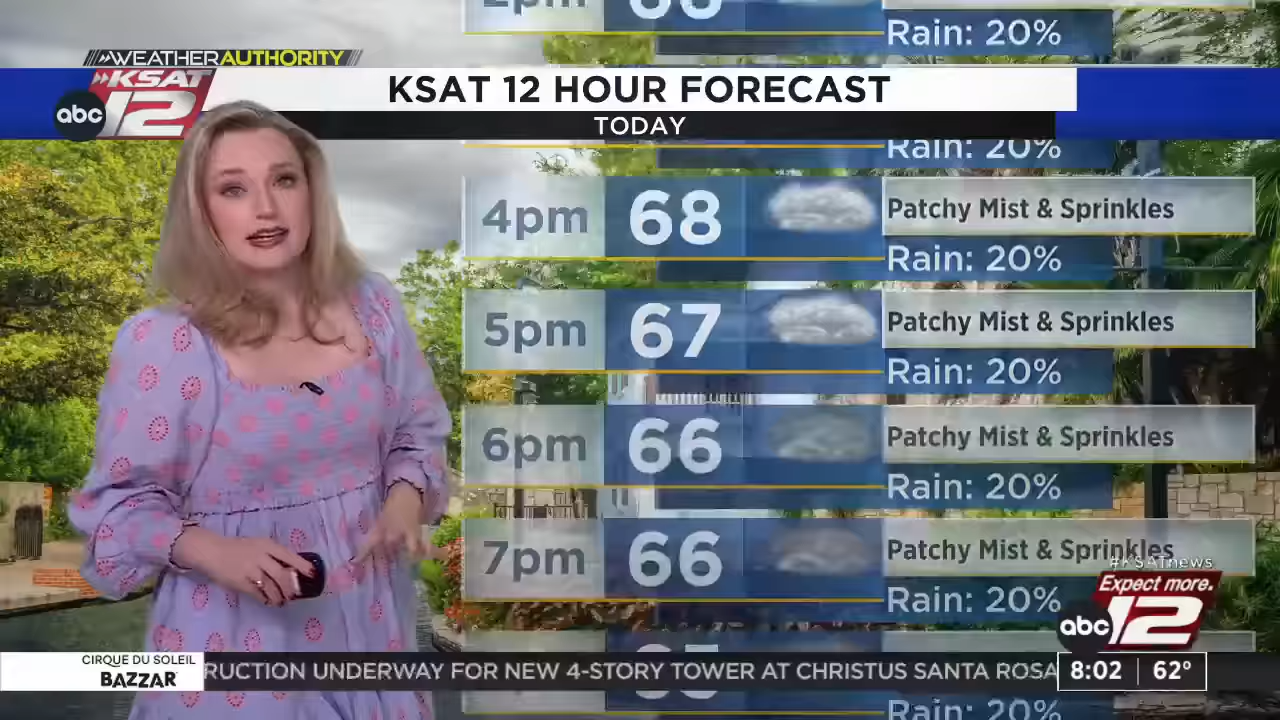 2pm 68
Rain: 20%
WEATHER AUTHORITY
KSAT
abc 12
KSAT 12 HOUR FORECAST
TODAY
Rain: 20%
4pm 68 Patchy Mist & Sprinkles
Rain: 20%
5pm 67 Patchy Mist & Sprinkles
Rain: 20%
6pm 66 Patchy Mist & Sprinkles
Rain: 20%
7pm 66 Patchy Mist & Sprinkles
#KSATnews
Rain: 20%
Expect more.
abc 12
CIRQUE DU SOLEIL
BAZZAR
RUCTION UNDERWAY FOR NEW 4-STORY TOWER AT CHRISTUS SANTA ROSA
8:02 62°
Rain: 20%